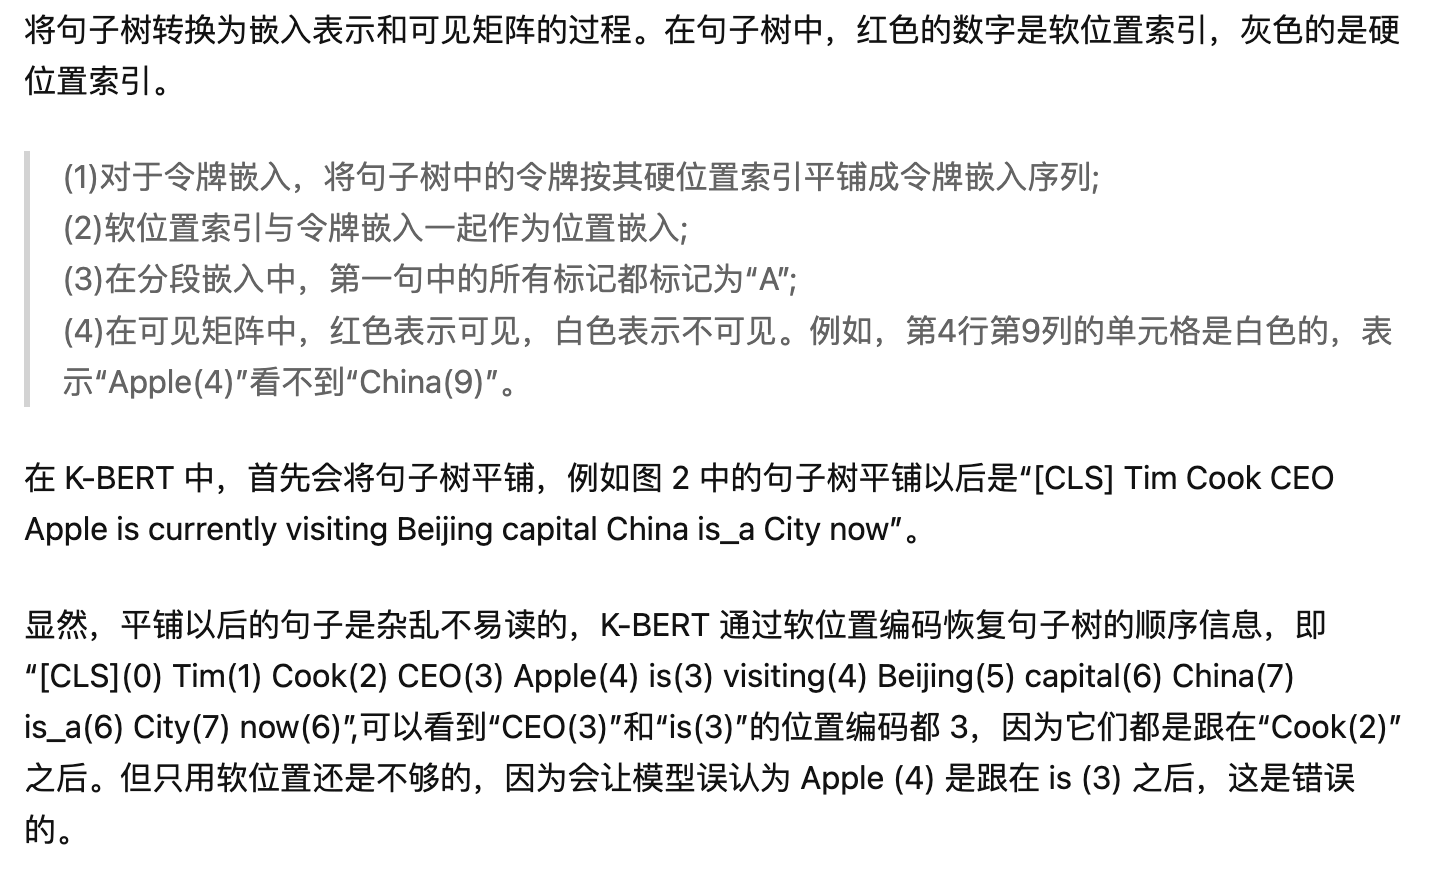 将句子树转换为嵌入表示和可见矩阵的过程。在句子树中，红色的数字是软位置索引，灰色的是硬
位置索引。
(1)对于令牌嵌入，将句子树中的令牌按其硬位置索引平铺成令牌嵌入序列;
(2)软位置索引与令牌嵌入一起作为位置嵌入;
(3)在分段嵌入中，第一句中的所有标记都标记为“A”;
(4)在可见矩阵中，红色表示可见，白色表示不可见。例如，第4行第9列的单元格是白色的，表
示“Apple(4)”看不到“China(9)”。
在 K-BERT 中，首先会将句子树平铺，例如图 2 中的句子树平铺以后是“[CLS] Tim Cook CEO
Apple is currently visiting Beijing capital China is_a City now”。
显然，平铺以后的句子是杂乱不易读的，K-BERT 通过软位置编码恢复句子树的顺序信息，即
“[CLS](0) Tim(1) Cook(2) CEO(3) Apple(4) is(3) visiting(4) Beijing(5) capital(6) China(7)
is_a(6) City(7) now(6)”,可以看到“CEO(3)”和“is(3)”的位置编码都 3，因为它们都是跟在“Cook(2)”
之后。但只用软位置还是不够的，因为会让模型误认为 Apple (4) 是跟在 is (3) 之后，这是错误
的。